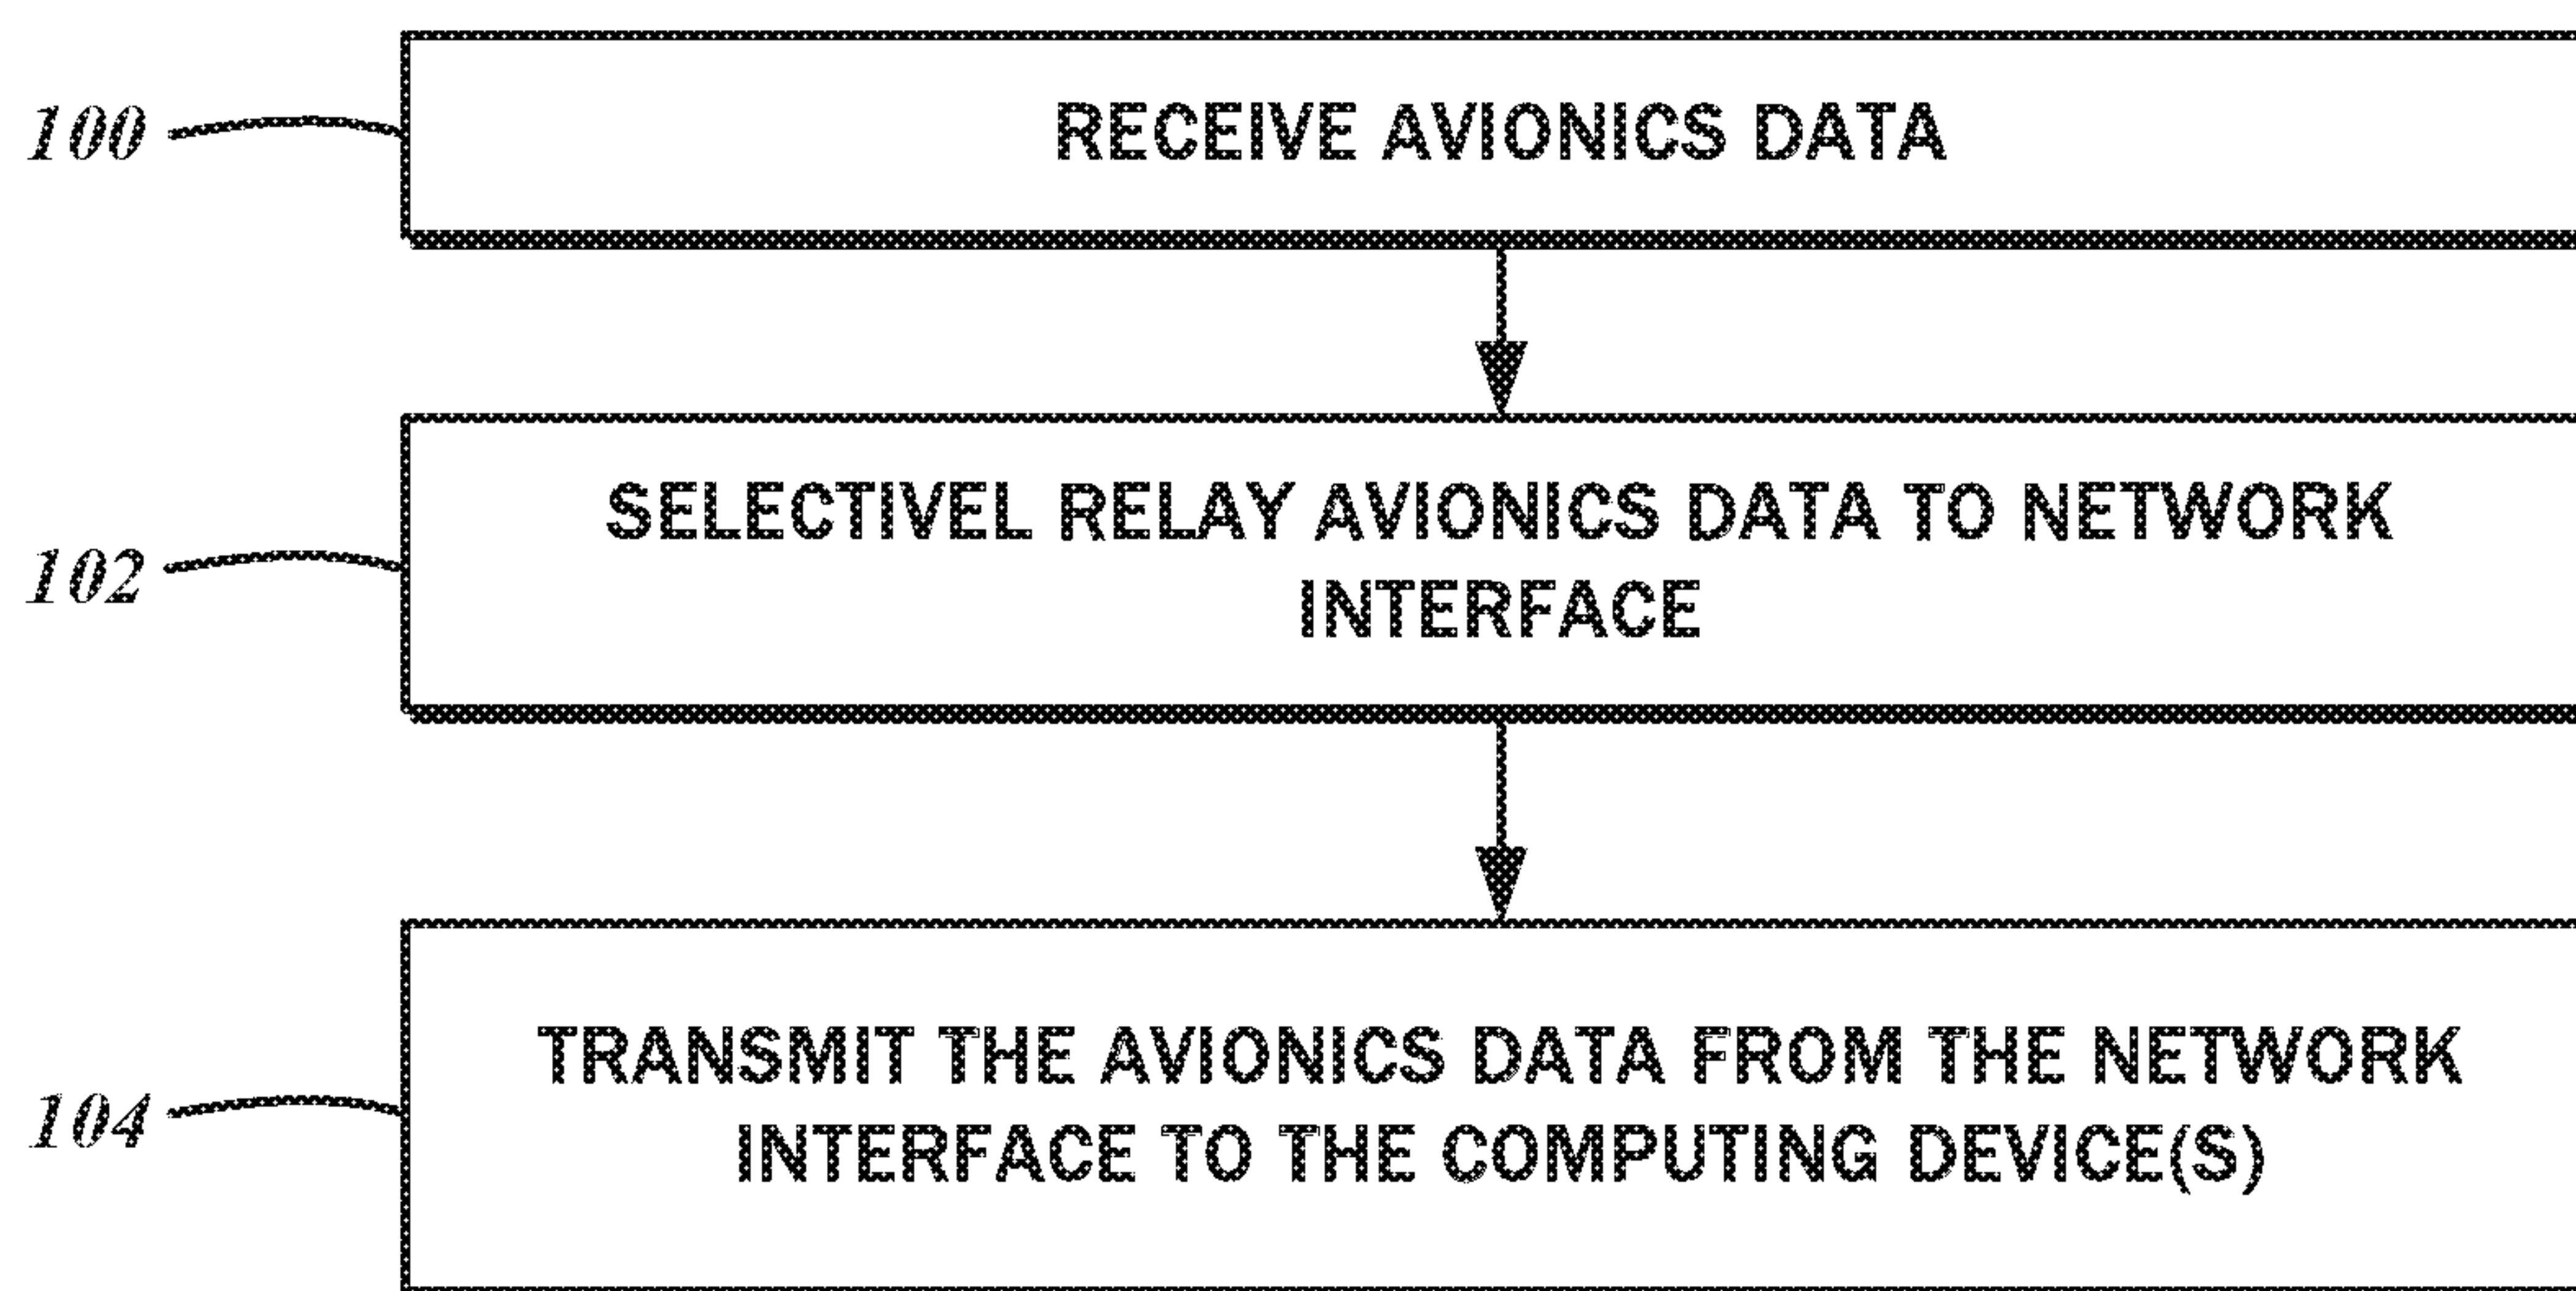 100
RECEIVE AVIONICS DATA
102
SELECTIVEL RELAY AVIONICS DATA TO NETWORK
INTERFACE
104
TRANSMIT THE AVIONICS DATA FROM THE NETWORK
INTERFACE TO THE COMPUTING DEVICE(S)